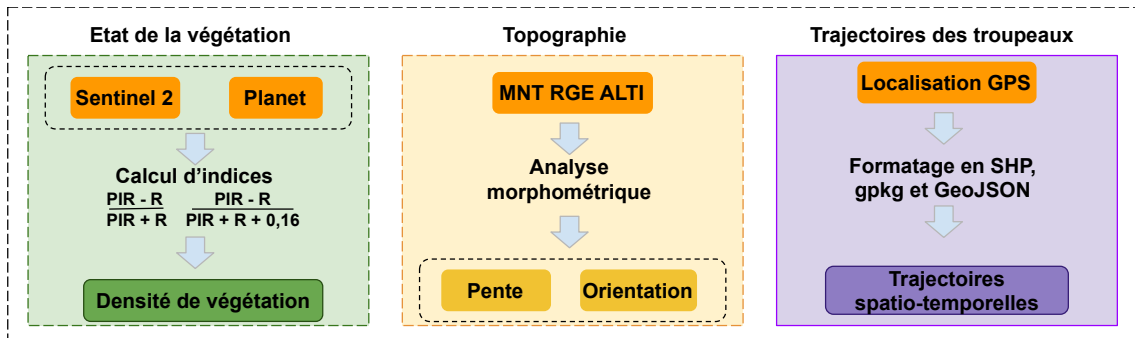 Etat de la végétation
Sentinel 2
Planet
Calcul d'indices
PIR - R
PIR + R
PIR - R
PIR + R + 0,16
Densité de végétation
Topographie
MNT RGE ALTI
Analyse
morphométrique
Pente
Orientation
Trajectoires des troupeaux
Localisation GPS
Formatage en SHP,
gpkg et GeoJSON
Trajectoires
spatio-temporelles